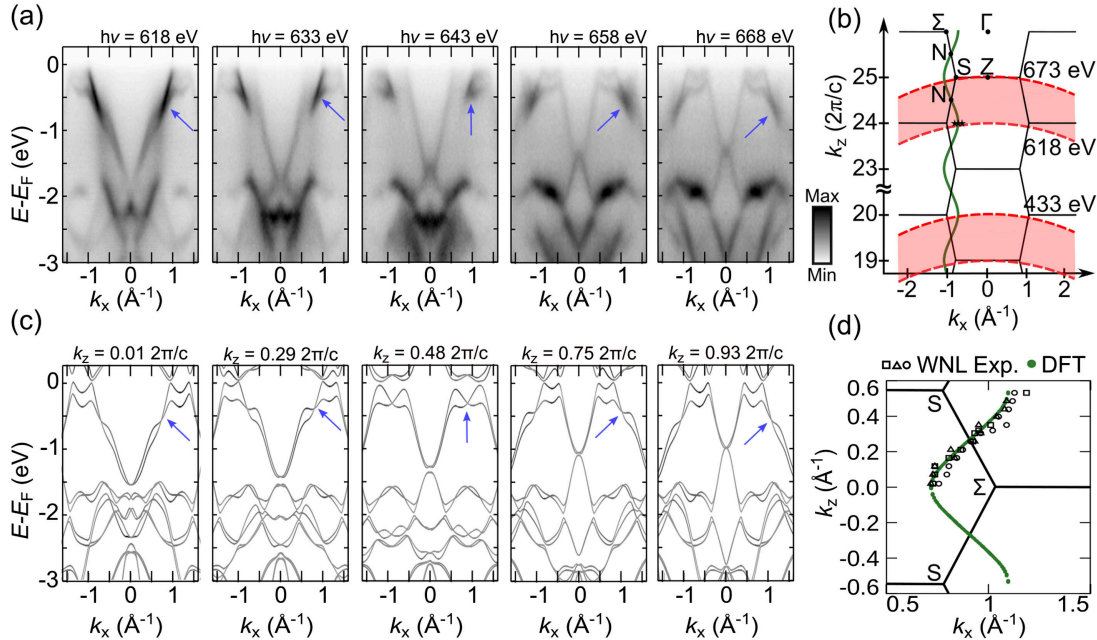 (a)
hν = 618 eV
hν = 633 eV
hν = 643 eV
hν = 658 eV
hν = 668 eV
0
-1
-2
-3
E-EF (eV)
-1 0 1
-1 0 1
-1 0 1
-1 0 1
-1 0 1
kx (Å-1)
kx (Å-1)
kx (Å-1)
kx (Å-1)
kx (Å-1)
Max
Min
(b)
Σ Γ
N
S Z
N
673 eV
618 eV
433 eV
25
24
23
20
19
kz (2π/c)
-2 -1 0 1 2
kx (Å-1)
(c)
kz = 0.01 2π/c
kz = 0.29 2π/c
kz = 0.48 2π/c
kz = 0.75 2π/c
kz = 0.93 2π/c
0
-1
-2
-3
E-EF (eV)
-1 0 1
-1 0 1
-1 0 1
-1 0 1
-1 0 1
kx (Å-1)
kx (Å-1)
kx (Å-1)
kx (Å-1)
kx (Å-1)
(d)
WNL Exp. DFT
0.6
0.4
0.2
0.0
-0.2
-0.4
-0.6
kz (Å-1)
S
Σ
S
0.5 1 1.5
kx (Å-1)